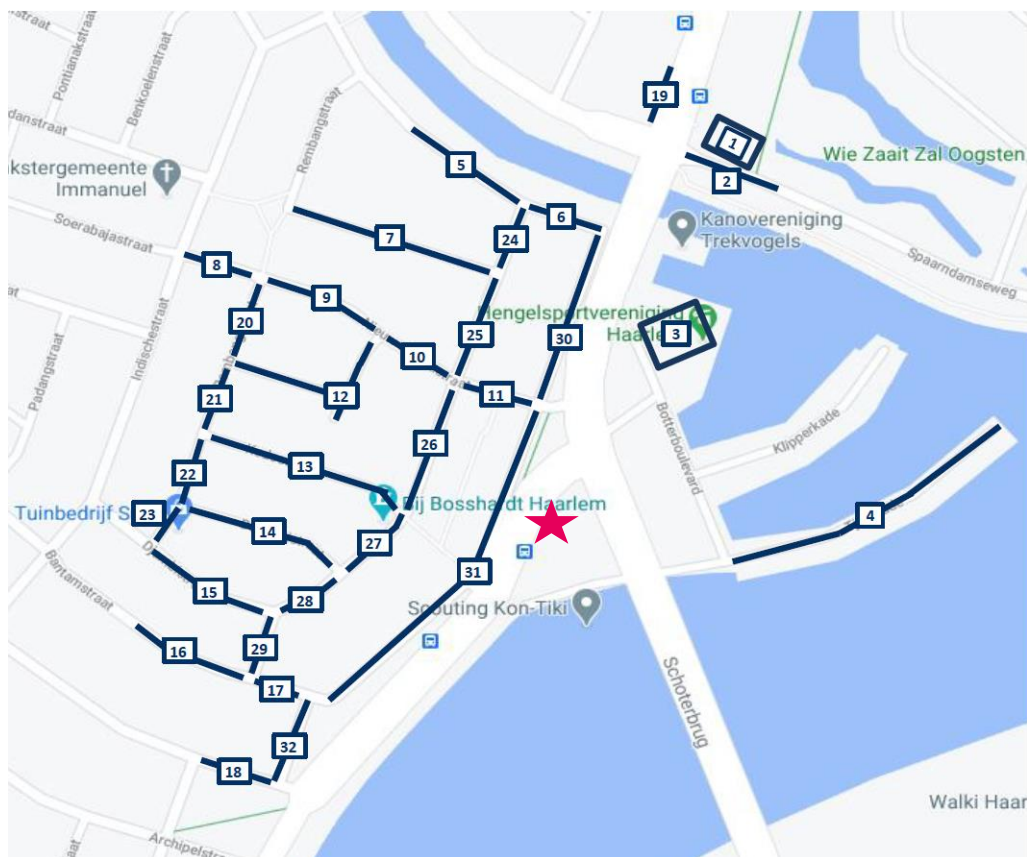 Pontianakstraat
Benkoelenstraat
danstraat
Rembangstraat
19
1
2
Wie Zaait Zal Oogsten
kstergemeente
Immanuel
5
6
Kanovereniging
Trekvogels
Spaarndamseweg
Soerabajastraat
7
24
8
9
20
Hengelsportvereniging
Haarle
3
at
Indischestraat
Padangstraat
10
25
30
21
12
11
Klipperkade
Botterboulevard
26
13
22
Bij Bosshardt Haarlem
23
Tuinbedrijf S
14
27
4
15
28
31
Bantamstraat
Scouting Kon-Tiki
16
29
17
Schoterbrug
32
18
Walki Haar
Archipelstr